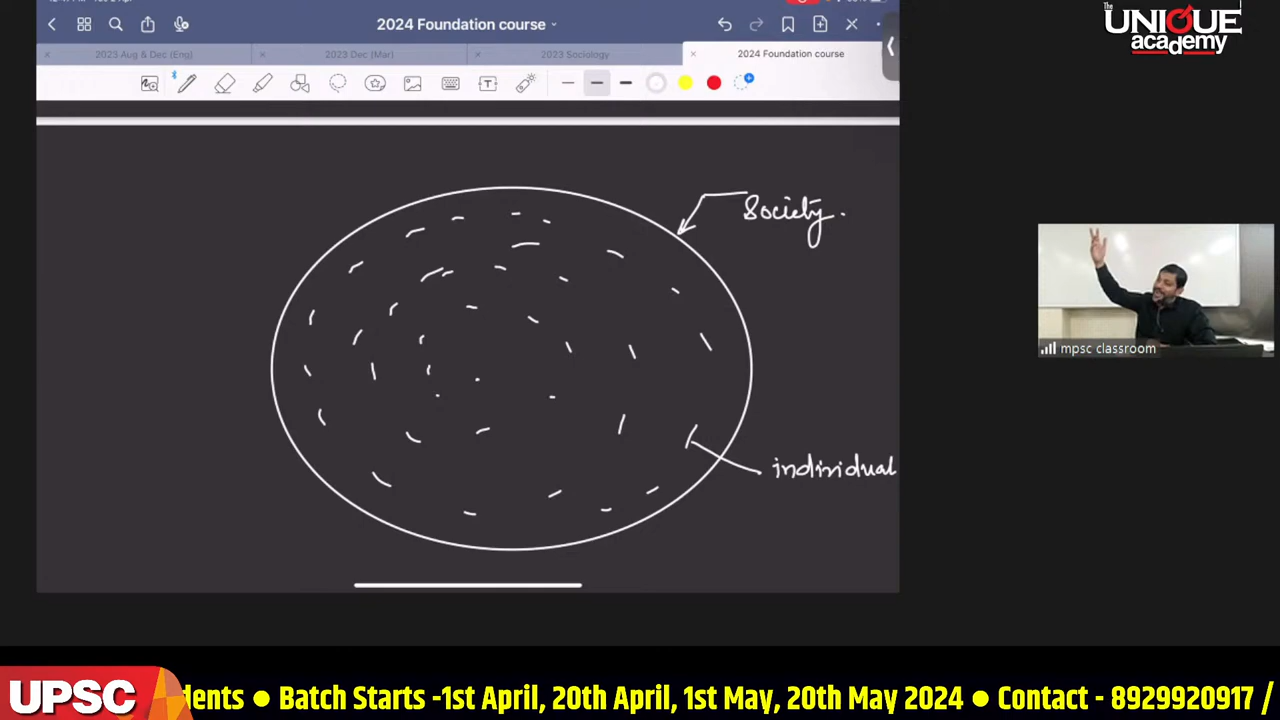 2024 Foundation course
The
UNIQUE
academy
2023 Aug & Dec (Eng)
2023 Dec (Mar)
2023 Sociology
2024 Foundation course
T
Society.
individual
mpsc classroom
UPSC
dents ● Batch Starts -1st April, 20th April, 1st May, 20th May 2024 ● Contact - 8929920917 /